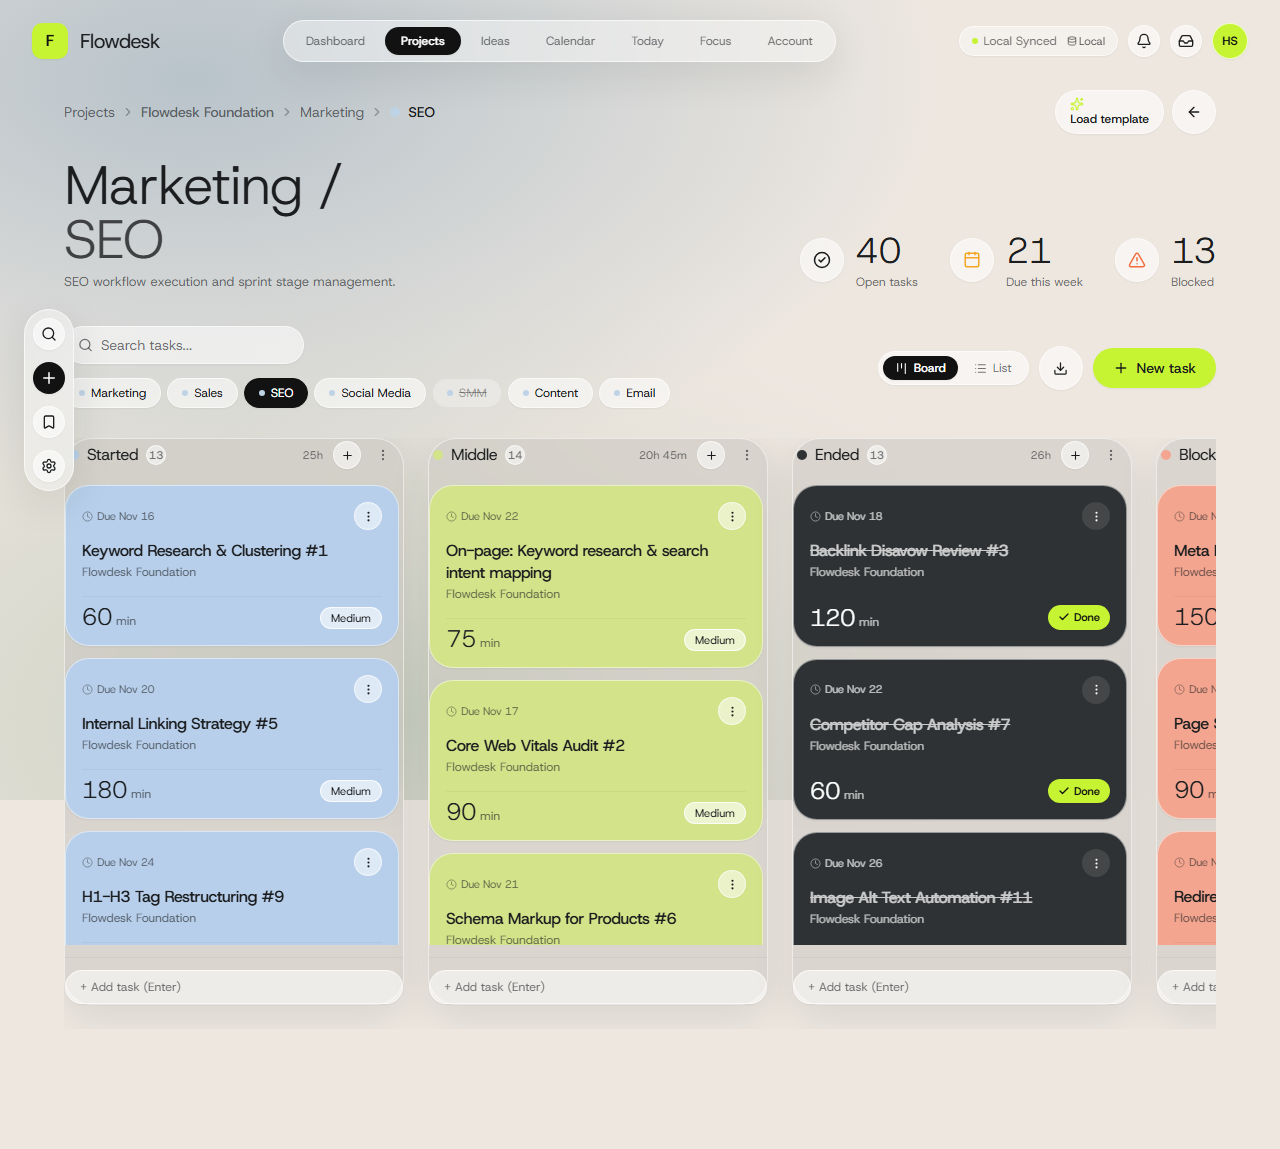 F Flowdesk
Dashboard Projects Ideas Calendar Today Focus Account
Local Synced Local
HS
Projects > Flowdesk Foundation > Marketing > SEO
Load template
Marketing /
SEO
SEO workflow execution and sprint stage management.
40
Open tasks
21
Due this week
13
Blocked
Search tasks...
Marketing Sales SEO Social Media SMM Content Email
Board List
New task
Started 13 25h
Due Nov 16
Keyword Research & Clustering #1
Flowdesk Foundation
60 min Medium
Due Nov 20
Internal Linking Strategy #5
Flowdesk Foundation
180 min Medium
Due Nov 24
H1-H3 Tag Restructuring #9
Flowdesk Foundation
+ Add task (Enter)
Middle 14 20h 45m
Due Nov 22
On-page: Keyword research & search
intent mapping
Flowdesk Foundation
75 min Medium
Due Nov 17
Core Web Vitals Audit #2
Flowdesk Foundation
90 min Medium
Due Nov 21
Schema Markup for Products #6
Flowdesk Foundation
+ Add task (Enter)
Ended 13 26h
Due Nov 18
Backlink Disavow Review #3
Flowdesk Foundation
120 min Done
Due Nov 22
Competitor Gap Analysis #7
Flowdesk Foundation
60 min Done
Due Nov 26
Image Alt Text Automation #11
Flowdesk Foundation
+ Add task (Enter)
Block
Due N
Meta
Flowdes
150
Due N
Page
Flowdes
90
Due N
Redire
Flowdes
+ Add ta